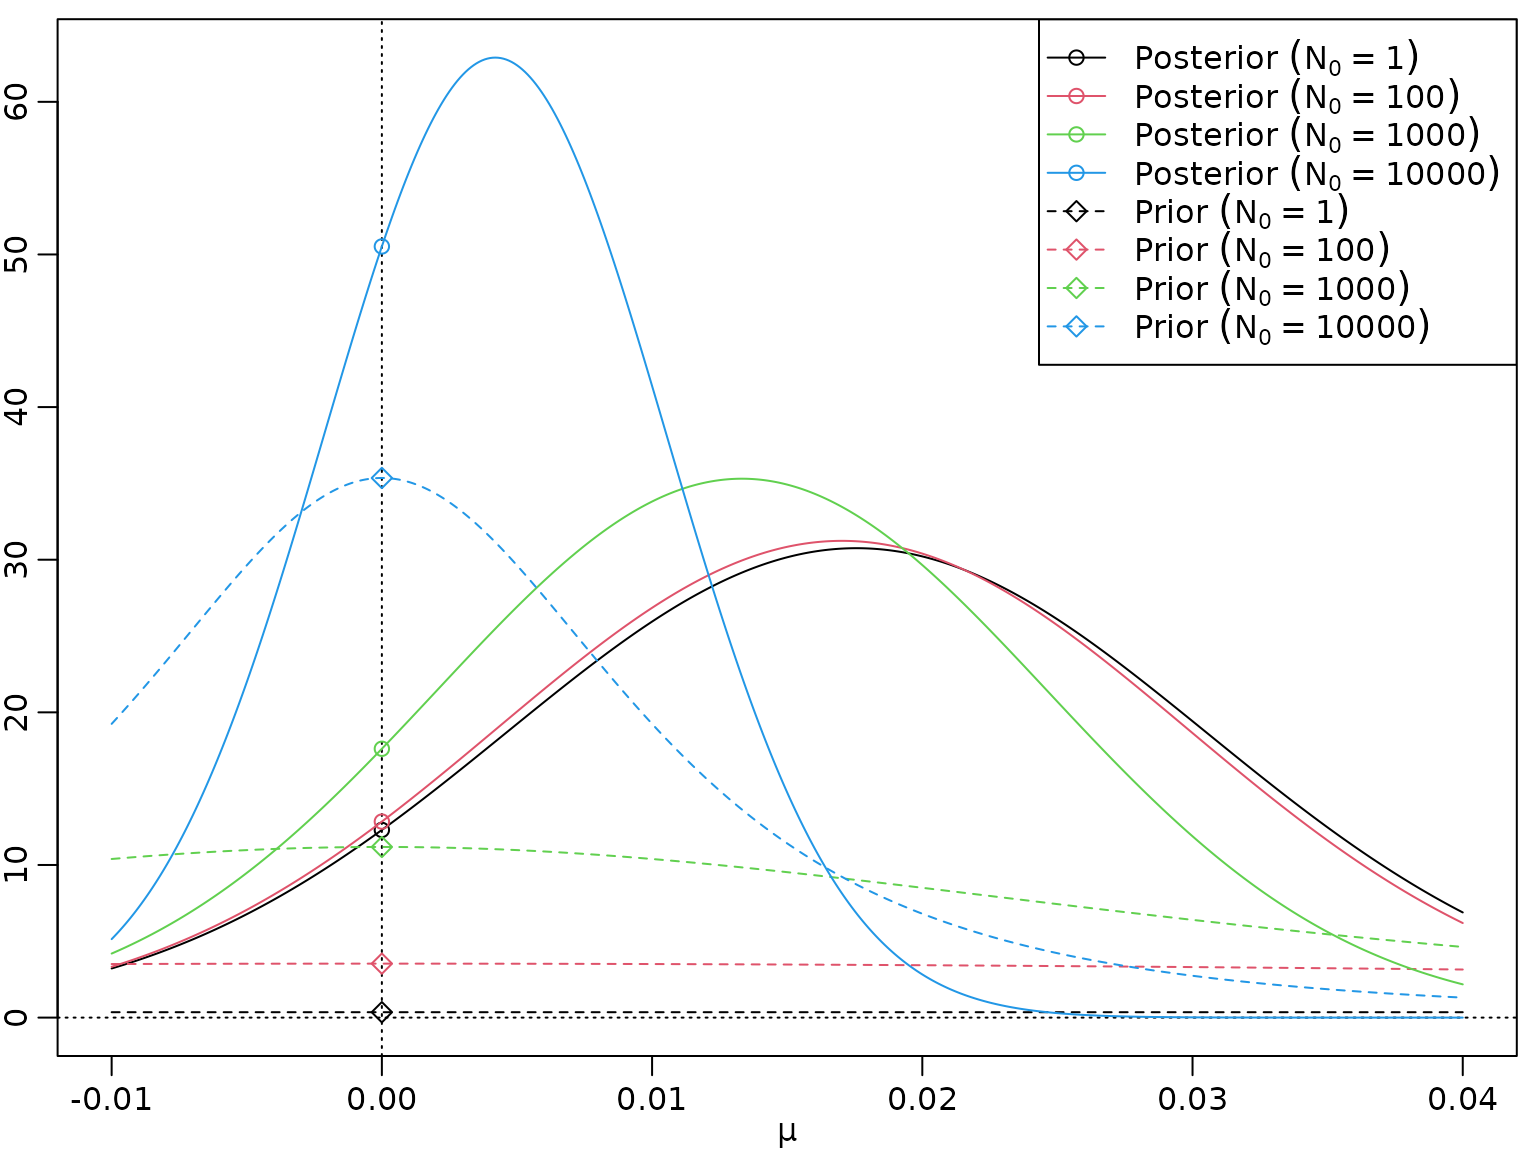 60
50
40
30
20
10
0
Posterior (N₀ = 1)
Posterior (N₀ = 100)
Posterior (N₀ = 1000)
Posterior (N₀ = 10000)
Prior (N₀ = 1)
Prior (N₀ = 100)
Prior (N₀ = 1000)
Prior (N₀ = 10000)
-0.01 0.00 0.01 0.02 0.03 0.04
μ